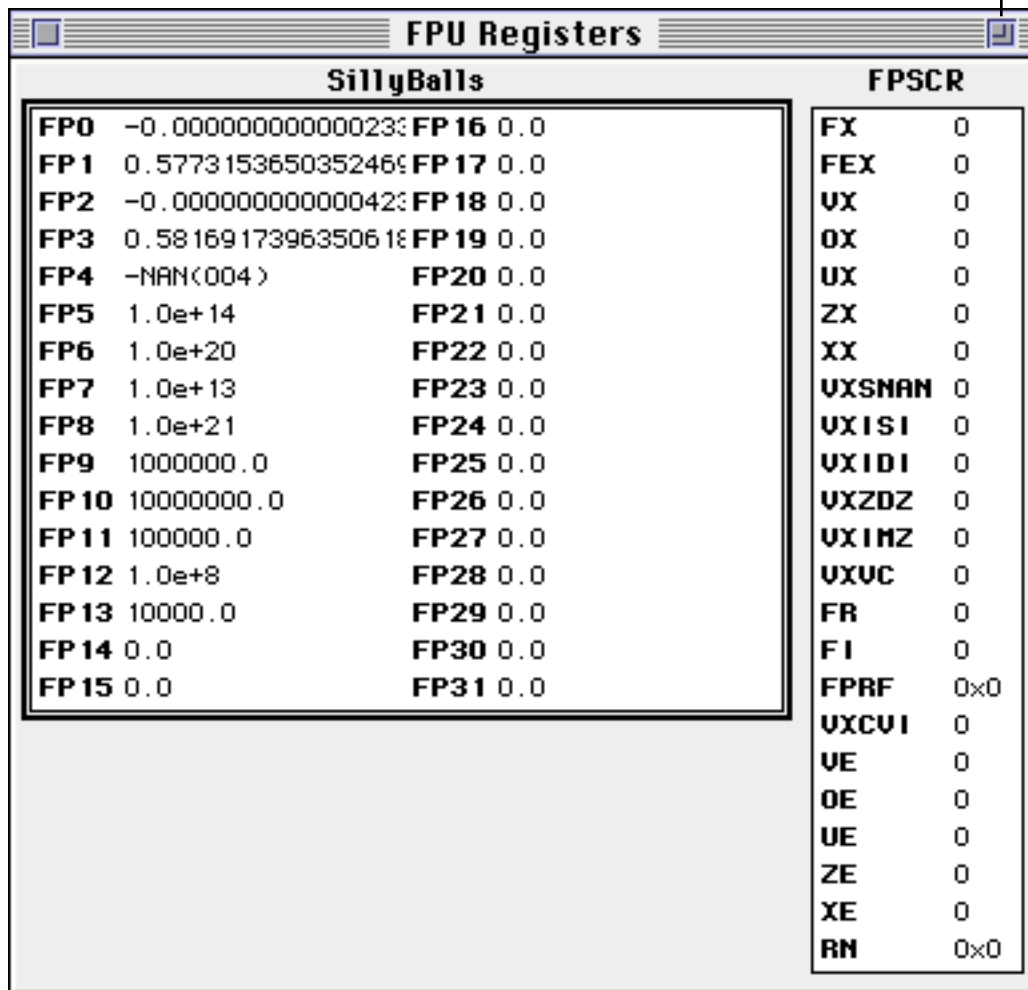 FPU Registers
SillyBalls
FPSCR
FP0 -0.000000000000233 FP16 0.0
FX 0
FP1 0.577315365035246 FP17 0.0
FEX 0
FP2 -0.000000000000423 FP18 0.0
VX 0
FP3 0.581691739635061 FP19 0.0
OX 0
FP4 -NAN(004) FP20 0.0
UX 0
FP5 1.0e+14 FP21 0.0
ZX 0
FP6 1.0e+20 FP22 0.0
XX 0
FP7 1.0e+13 FP23 0.0
VXSNAN 0
FP8 1.0e+21 FP24 0.0
VXISI 0
FP9 1000000.0 FP25 0.0
VXIDI 0
FP10 10000000.0 FP26 0.0
VXZDZ 0
FP11 100000.0 FP27 0.0
VXIMZ 0
FP12 1.0e+8 FP28 0.0
VXVC 0
FP13 10000.0 FP29 0.0
FR 0
FP14 0.0 FP30 0.0
FI 0
FP15 0.0 FP31 0.0
FPRF 0x0
VXCVI 0
VE 0
OE 0
UE 0
ZE 0
XE 0
RN 0x0